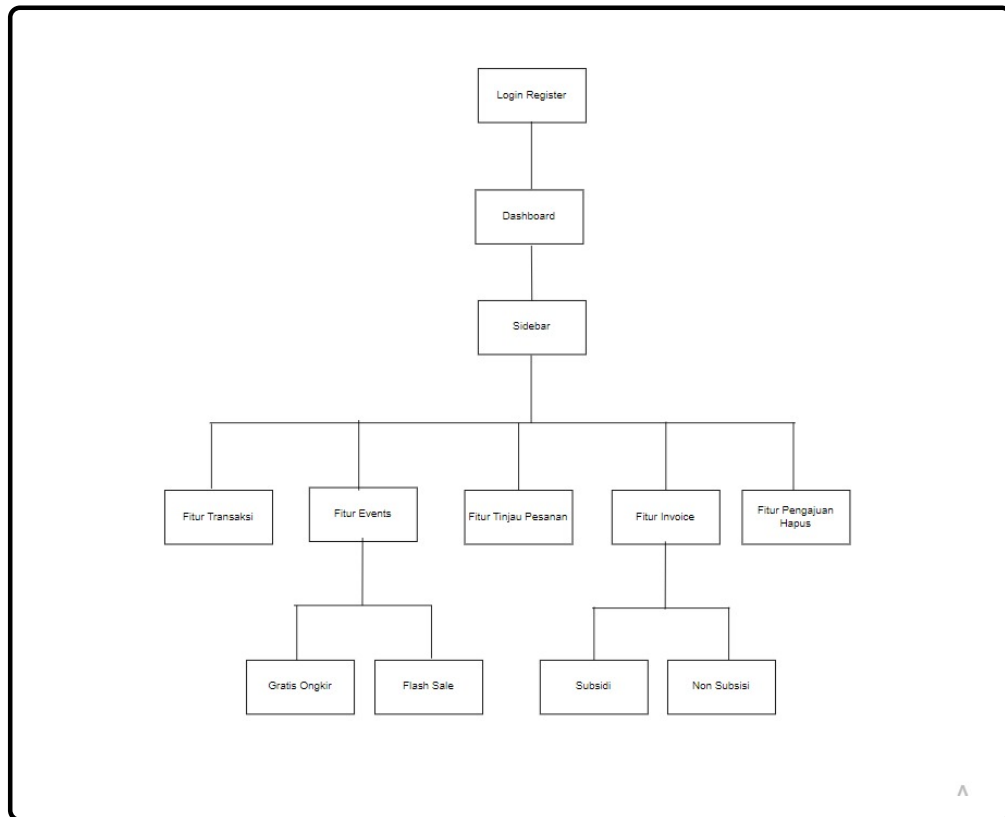 Login Register
Dashboard
Sidebar
Fitur Transaksi
Fitur Events
Fitur Tinjau Pesanan
Fitur Invoice
Fitur Pengajuan
Hapus
Gratis Ongkir
Flash Sale
Subsidi
Non Subsisi